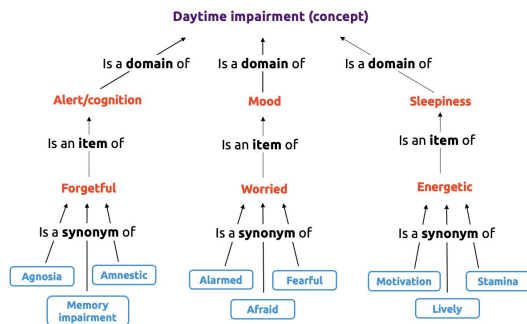 Daytime impairment (concept)
Is a domain of Is a domain of Is a domain of
Alert/cognition Mood Sleepiness
Is an item of Is an item of Is an item of
Forgetful Worried Energetic
Is a synonym of Is a synonym of Is a synonym of
Agnosia Amnestic Alarmed Fearful Motivation Stamina
Memory
impairment Afraid Lively